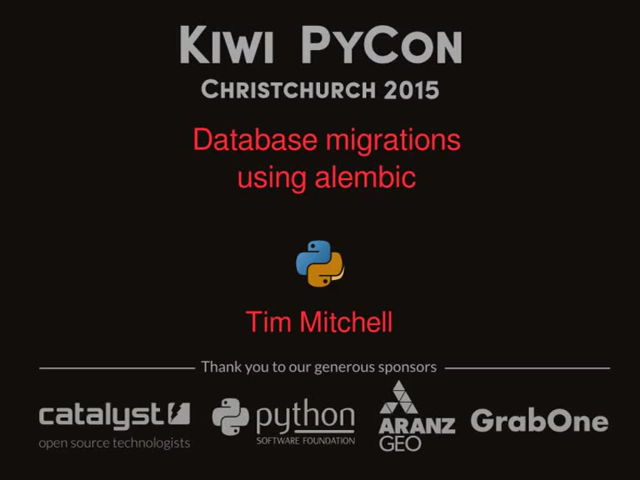 Kiwi PyCon
Christchurch 2015
Database migrations
using alembic
Tim Mitchell
Thank you to our generous sponsors
catalyst
open source technologies
python
SOFTWARE FOUNDATION
ARANZ
GEO
GrabOne